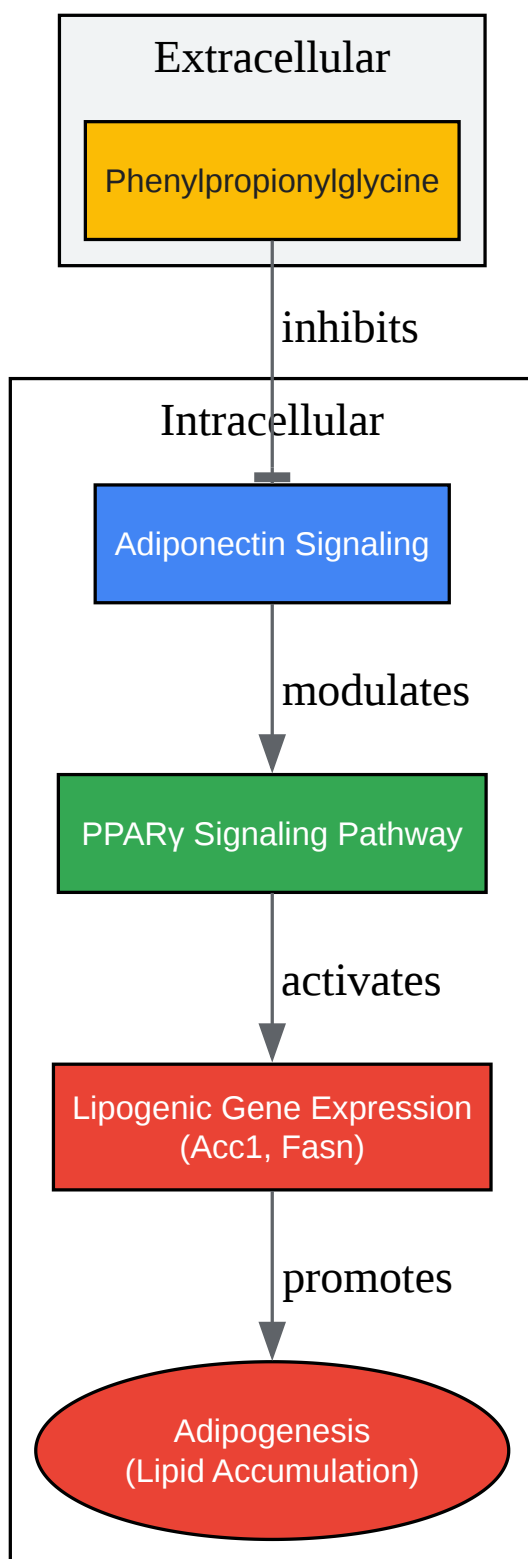 Extracellular
Phenylpropionylglycine
inhibits
Intracellular
Adiponectin Signaling
modulates
PPARγ Signaling Pathway
activates
Lipogenic Gene Expression
(Acc1, Fasn)
promotes
Adipogenesis
(Lipid Accumulation)